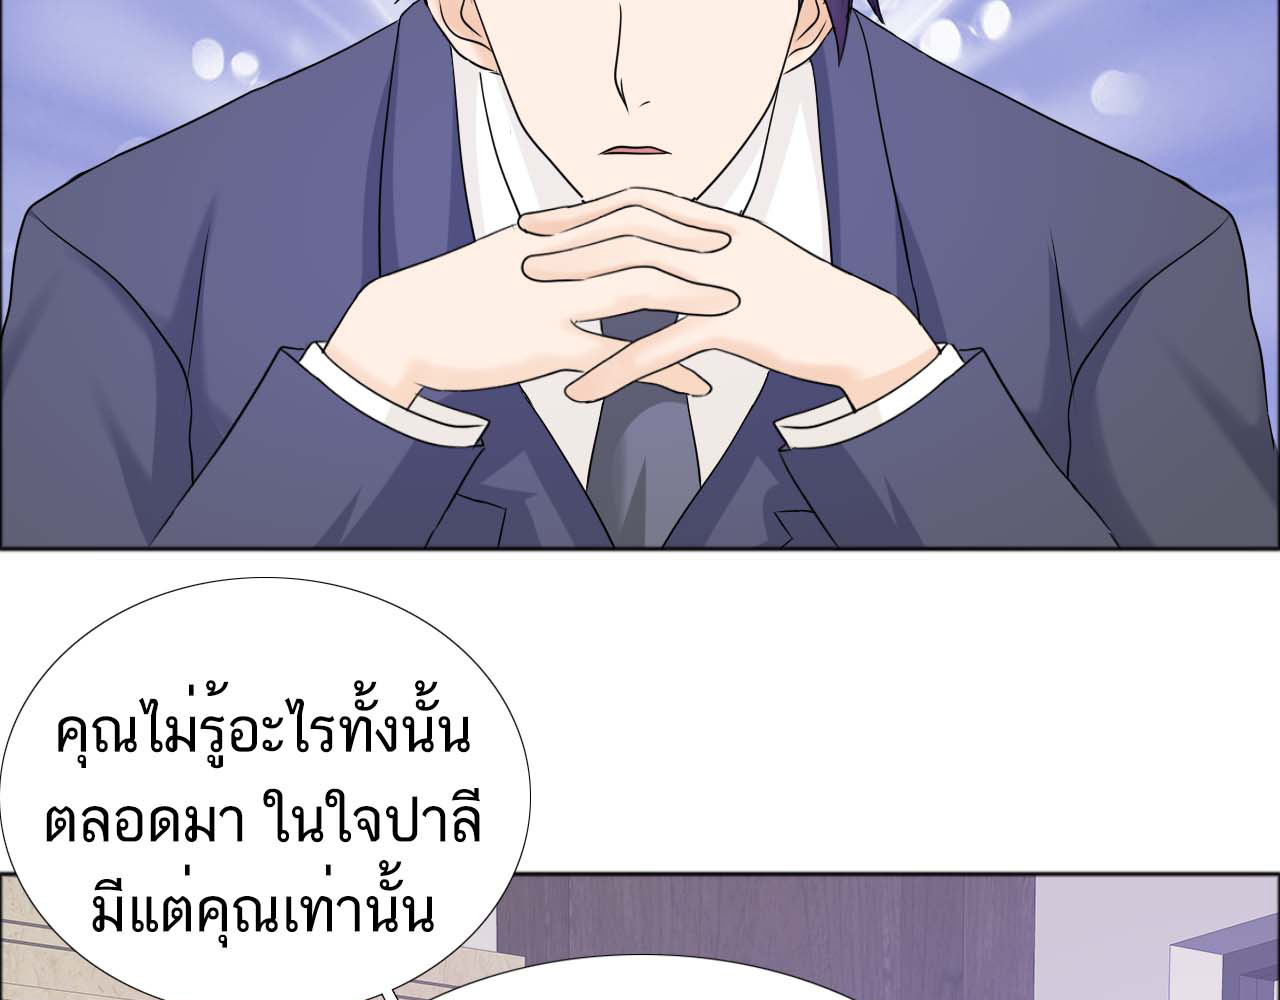 คุณไม่รู้อะไรทั้งนั้น
ตลอดมา ในใจปาลี
มีแต่คุณเท่านั้น